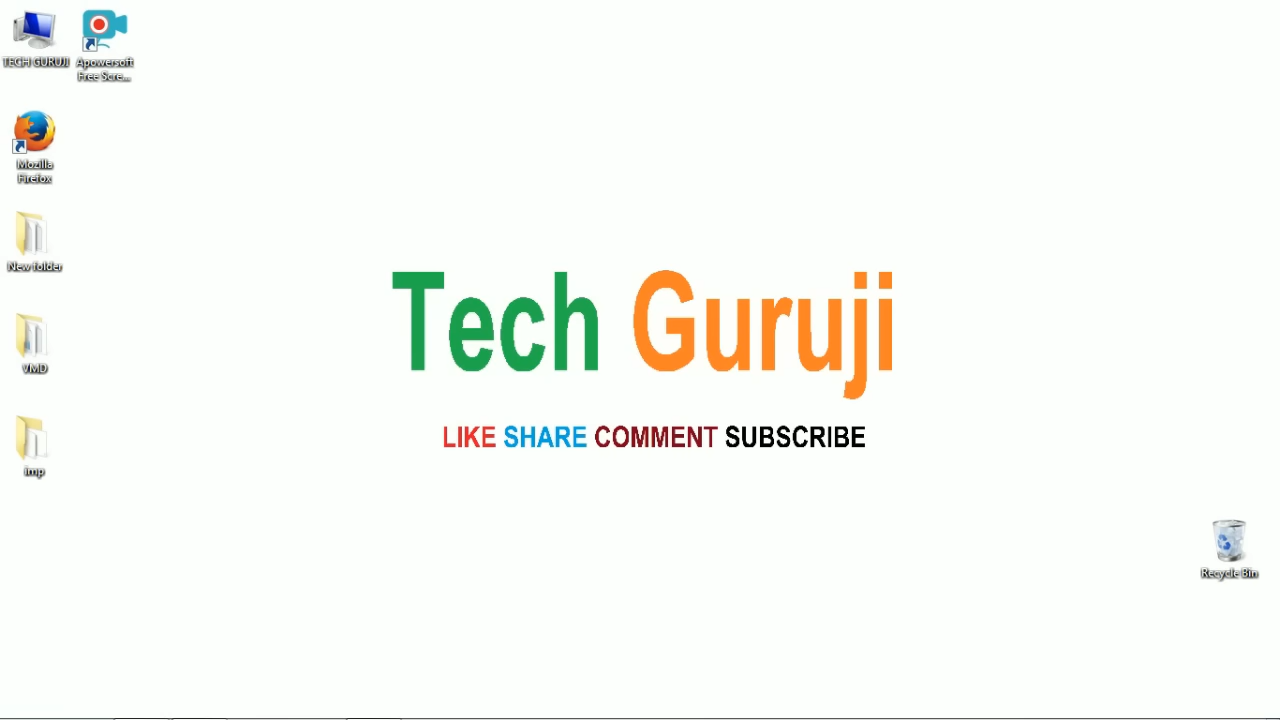 TECH GURUJI
Apowersoft
Free Scre...
Mozilla
Firefox
New folder
VMD
imp
Tech Guruji
LIKE SHARE COMMENT SUBSCRIBE
Recycle Bin